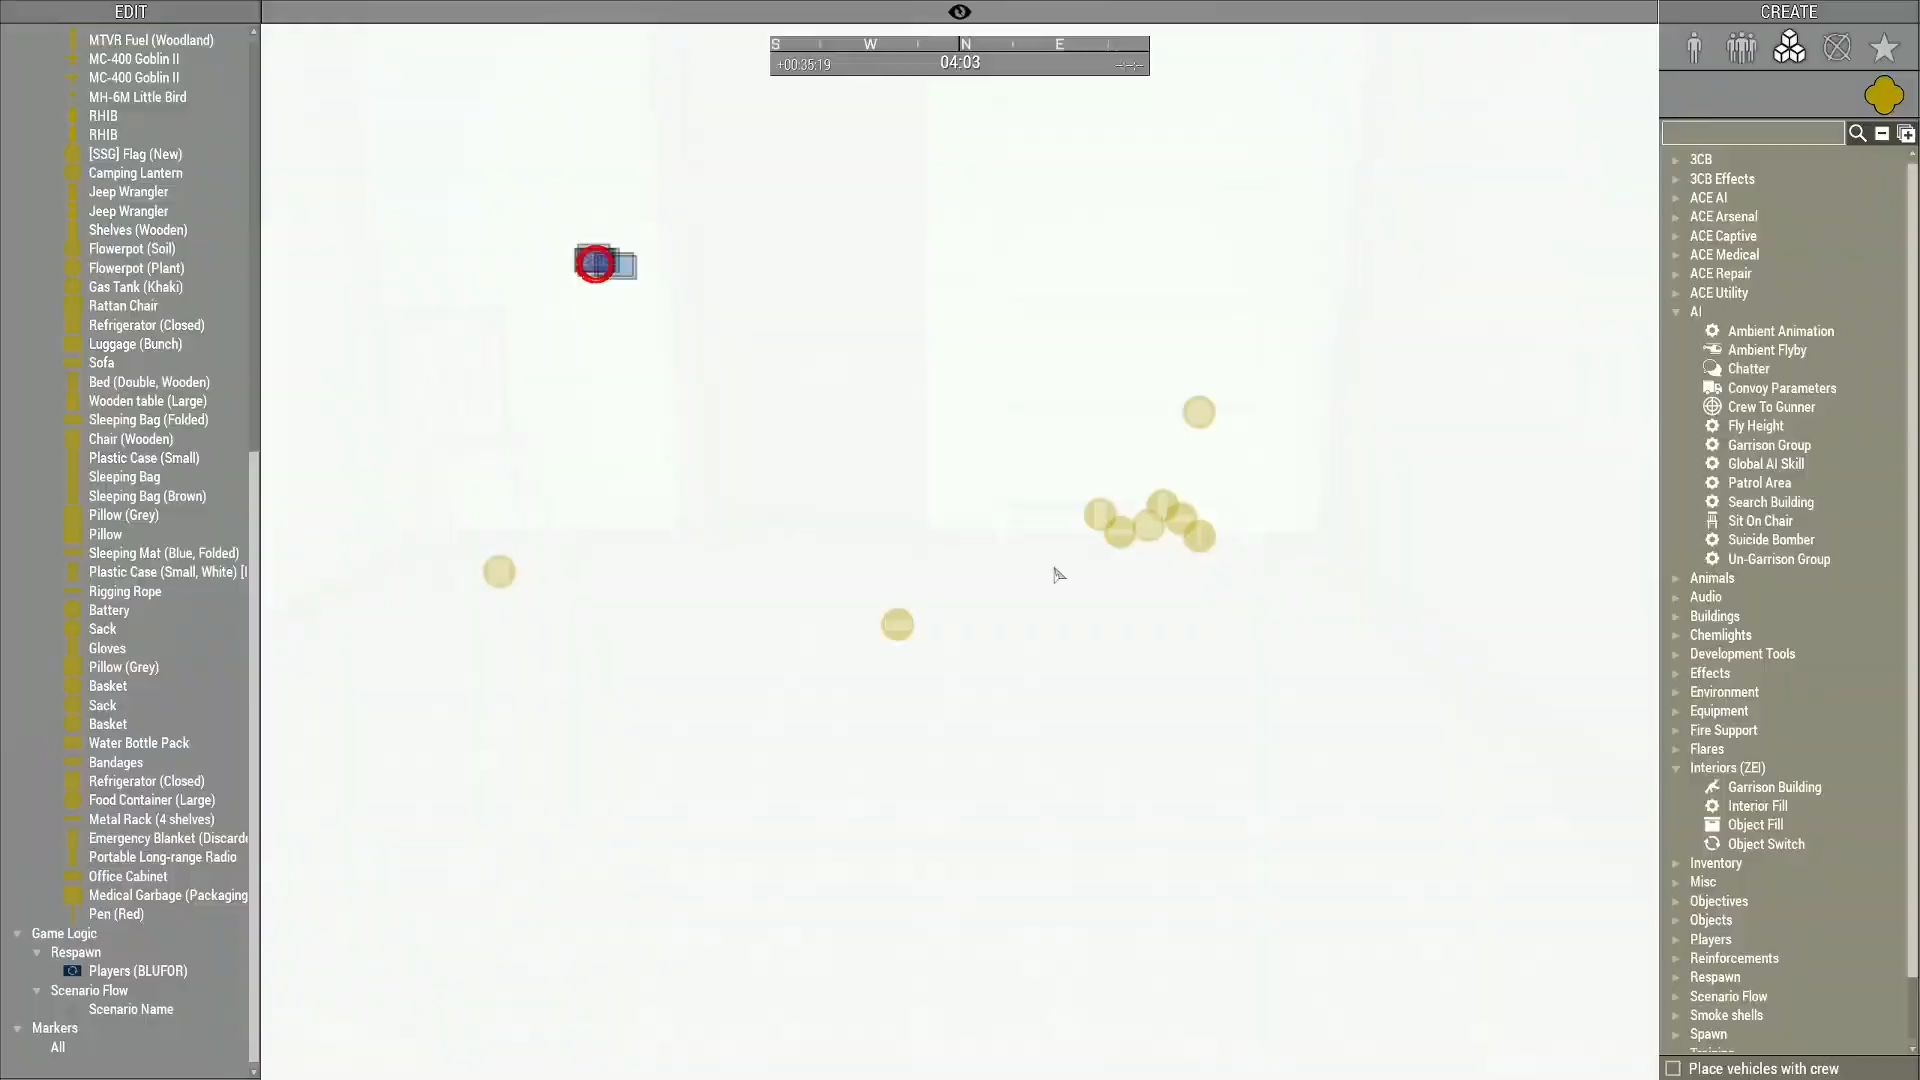 EDIT
MTVR Fuel (Woodland)
MC-400 Goblin II
MC-400 Goblin II
MH-6M Little Bird
RHIB
RHIB
[SSG] Flag (New)
Camping Lantern
Jeep Wrangler
Jeep Wrangler
Shelves (Wooden)
Flowerpot (Soil)
Flowerpot (Plant)
Gas Tank (Khaki)
Rattan Chair
Refrigerator (Closed)
Luggage (Bunch)
Sofa
Bed (Double, Wooden)
Wooden table (Large)
Sleeping Bag (Folded)
Chair (Wooden)
Plastic Case (Small)
Sleeping Bag
Sleeping Bag (Brown)
Pillow (Grey)
Pillow
Sleeping Mat (Blue, Folded)
Plastic Case (Small, White) [I
Rigging Rope
Battery
Sack
Gloves
Pillow (Grey)
Basket
Sack
Basket
Water Bottle Pack
Bandages
Refrigerator (Closed)
Food Container (Large)
Metal Rack (4 shelves)
Emergency Blanket (Discarde
Portable Long-range Radio
Office Cabinet
Medical Garbage (Packaging
Pen (Red)
Game Logic
Respawn
Players (BLUFOR)
Scenario Flow
Scenario Name
Markers
All
S W N E
+00:35:19 04:03 --:--
CREATE
3CB
3CB Effects
ACE AI
ACE Arsenal
ACE Captive
ACE Medical
ACE Repair
ACE Utility
AI
Ambient Animation
Ambient Flyby
Chatter
Convoy Parameters
Crew To Gunner
Fly Height
Garrison Group
Global AI Skill
Patrol Area
Search Building
Sit On Chair
Suicide Bomber
Un-Garrison Group
Animals
Audio
Buildings
Chemlights
Development Tools
Effects
Environment
Equipment
Fire Support
Flares
Interiors (ZEI)
Garrison Building
Interior Fill
Object Fill
Object Switch
Inventory
Misc
Objectives
Objects
Players
Reinforcements
Respawn
Scenario Flow
Smoke shells
Spawn
Place vehicles with crew